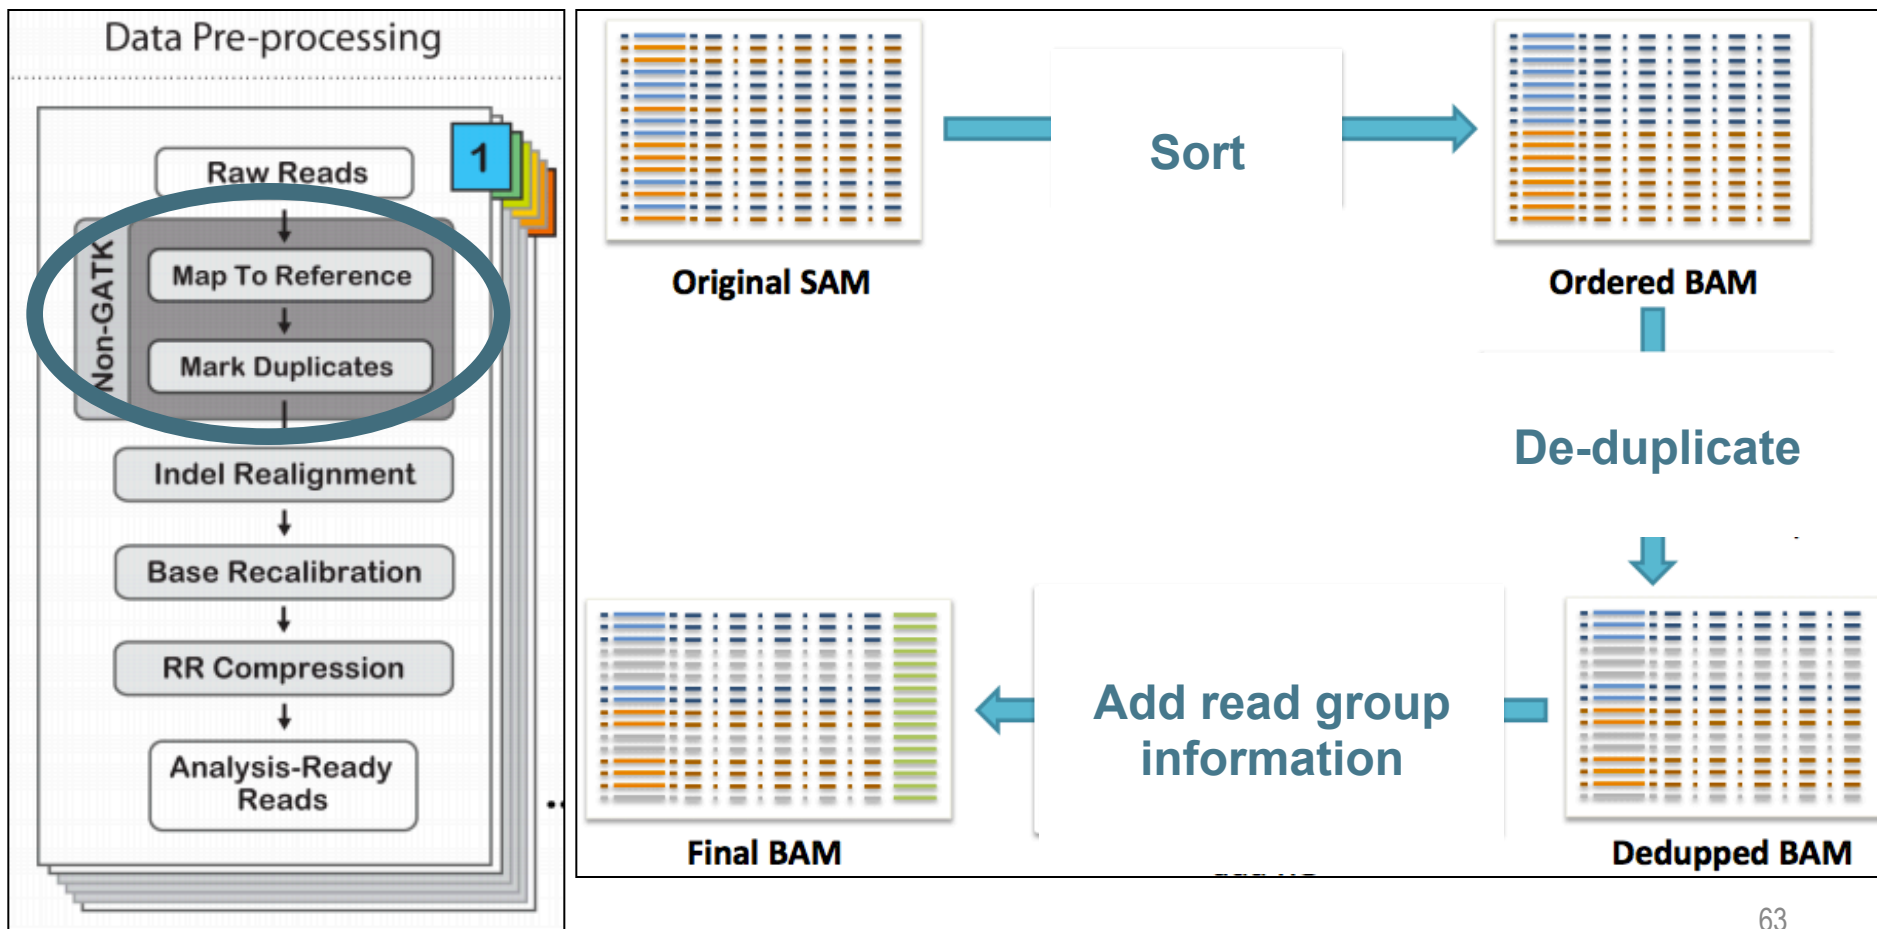 Data Pre-processing
1
Raw Reads
Non-GATK
Map To Reference
Mark Duplicates
Indel Realignment
Base Recalibration
RR Compression
Analysis-Ready
Reads
Sort
Original SAM
Ordered BAM
De-duplicate
Add read group
information
Final BAM
Dedupped BAM
63